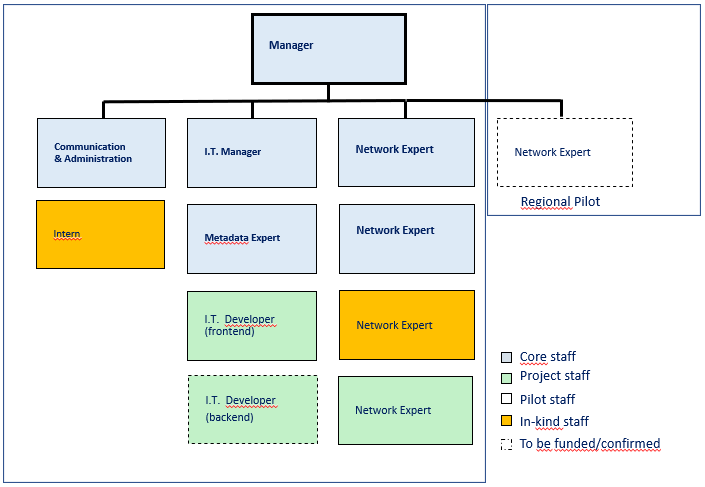 Manager
Communication
& Administration
I.T. Manager
Network Expert
Network Expert
Regional Pilot
Intern
Metadata Expert
Network Expert
I.T. Developer
(frontend)
Network Expert
I.T. Developer
(backend)
Network Expert
Core staff
Project staff
Pilot staff
In-kind staff
To be funded/confirmed